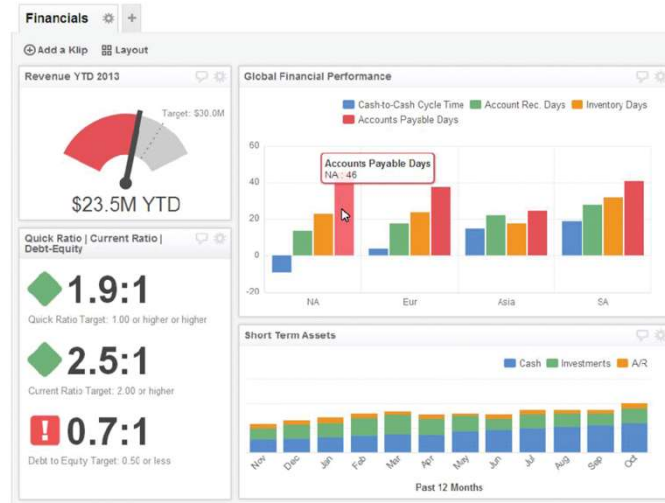 Financials
+
Add a Klip Layout
Revenue YTD 2013
Target: $30.0M
$23.5M YTD
Quick Ratio | Current Ratio |
Debt-Equity
1.9:1
Quick Ratio Target: 1.00 or higher or higher
2.5:1
Current Ratio Target: 2.00 or higher
! 0.7:1
Debt to Equity Target: 0.50 or less
Global Financial Performance
Cash-to-Cash Cycle Time Account Rec. Days Inventory Days
Accounts Payable Days
60
40
20
0
-20
Accounts Payable Days
NA : 46
NA Eur Asia SA
Short Term Assets
Cash Investments A/R
Nov Dec Jan Feb Mar Apr May Jun Jul Aug Sep Oct
Past 12 Months